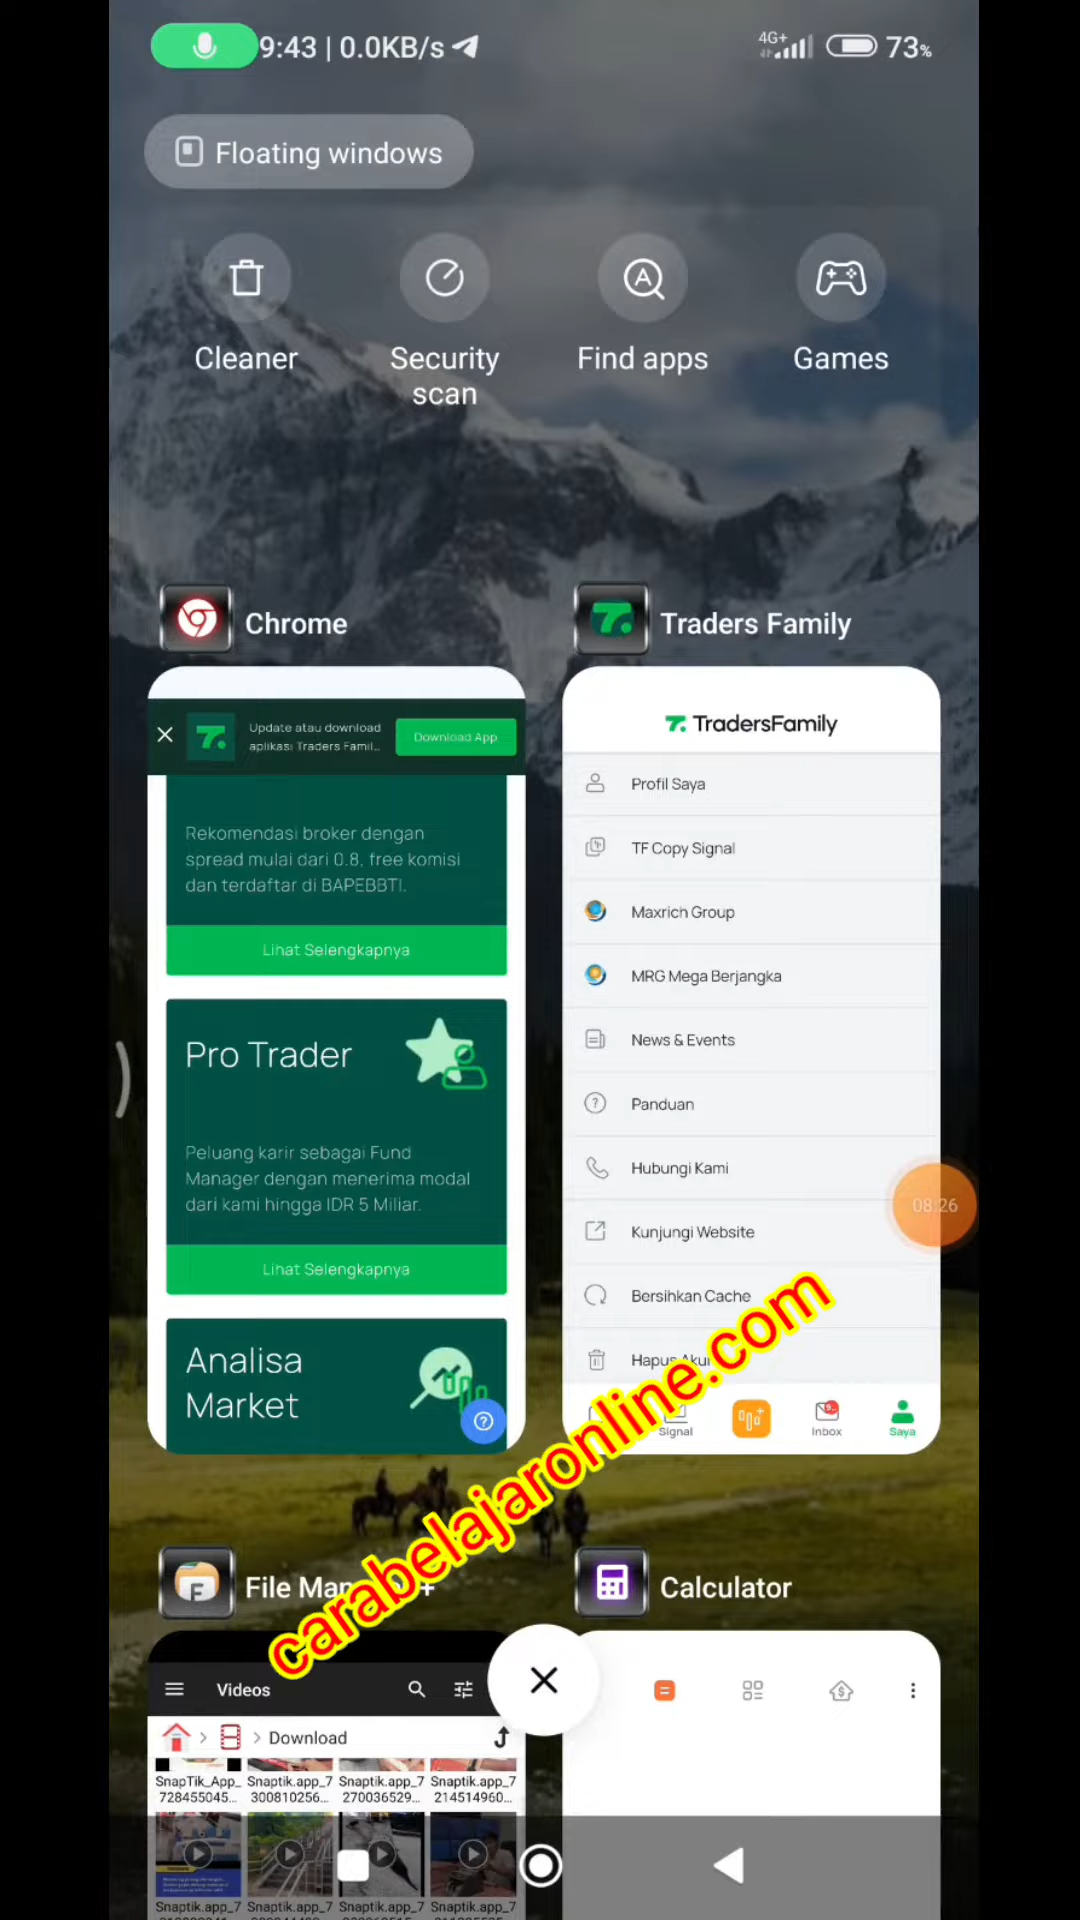 9:43 | 0.0KB/s
4G+
73%
Floating windows
Cleaner
Security
scan
Find apps
Games
Chrome
Update atau download
aplikasi Traders Famil...
Download App
Rekomendasi broker dengan
spread mulai dari 0.8, free komisi
dan terdaftar di BAPEBBTI.
Lihat Selengkapnya
Pro Trader
Peluang karir sebagai Fund
Manager dengan menerima modal
dari kami hingga IDR 5 Miliar.
Lihat Selengkapnya
Analisa
Market
Traders Family
TradersFamily
Profil Saya
TF Copy Signal
Maxrich Group
MRG Mega Berjangka
News & Events
Panduan
Hubungi Kami
08:26
Kunjungi Website
Bersihkan Cache
Hapus Akun
Signal
Inbox
Saya
carabelajaronline.com
File Manager +
Videos
Download
SnapTik_App_
728455045...
Snaptik.app_7
300810256...
Snaptik.app_7
270036529...
Snaptik.app_7
214514960...
Snaptik.app_7
Snaptik.app_7
Snaptik.app_7
Snaptik.app_7
Calculator